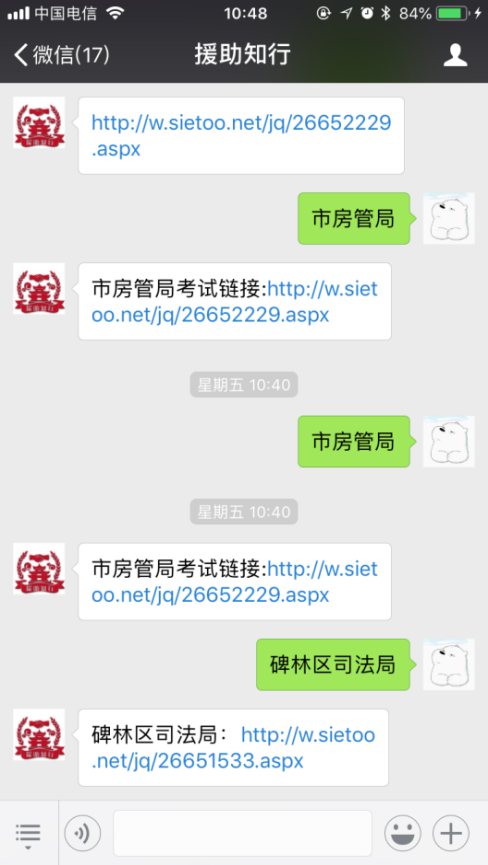 中国电信 10:48 84%
微信(17) 援助知行
http://w.sietoo.net/jq/26652229
.aspx
市房管局
市房管局考试链接:http://w.siet
oo.net/jq/26652229.aspx
星期五 10:40
市房管局
星期五 10:40
市房管局考试链接:http://w.siet
oo.net/jq/26652229.aspx
碑林区司法局
碑林区司法局：http://w.sietoo
.net/jq/26651533.aspx